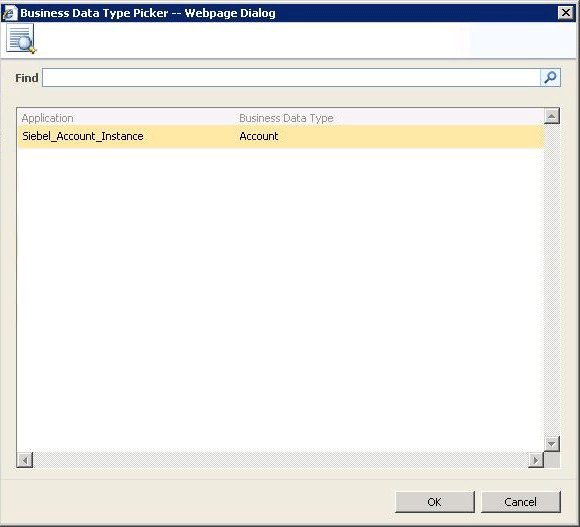 Business Data Type Picker -- Webpage Dialog
Find
Application Business Data Type
Siebel_Account_Instance Account
OK Cancel